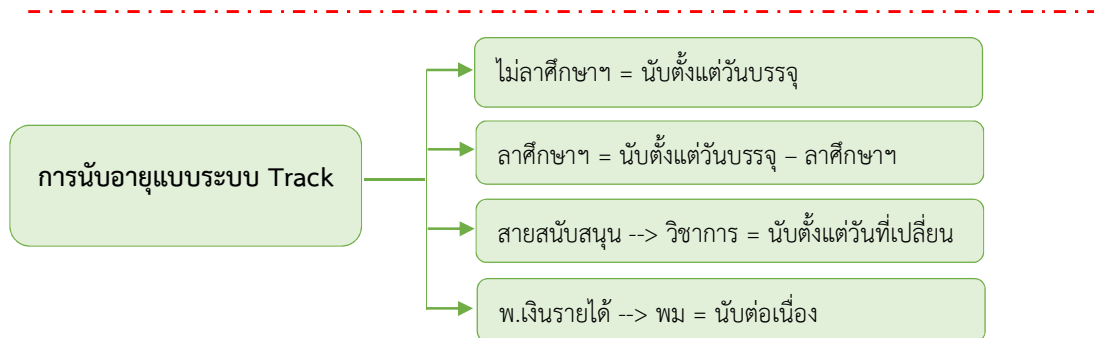 การนับอายุแบบระบบ Track
ไม่ลาศึกษาฯ = นับตั้งแต่วันบรรจุ
ลาศึกษาฯ = นับตั้งแต่วันบรรจุ – ลาศึกษาฯ
สายสนับสนุน --> วิชาการ = นับตั้งแต่วันที่เปลี่ยน
พ.เงินรายได้ --> พม = นับต่อเนื่อง